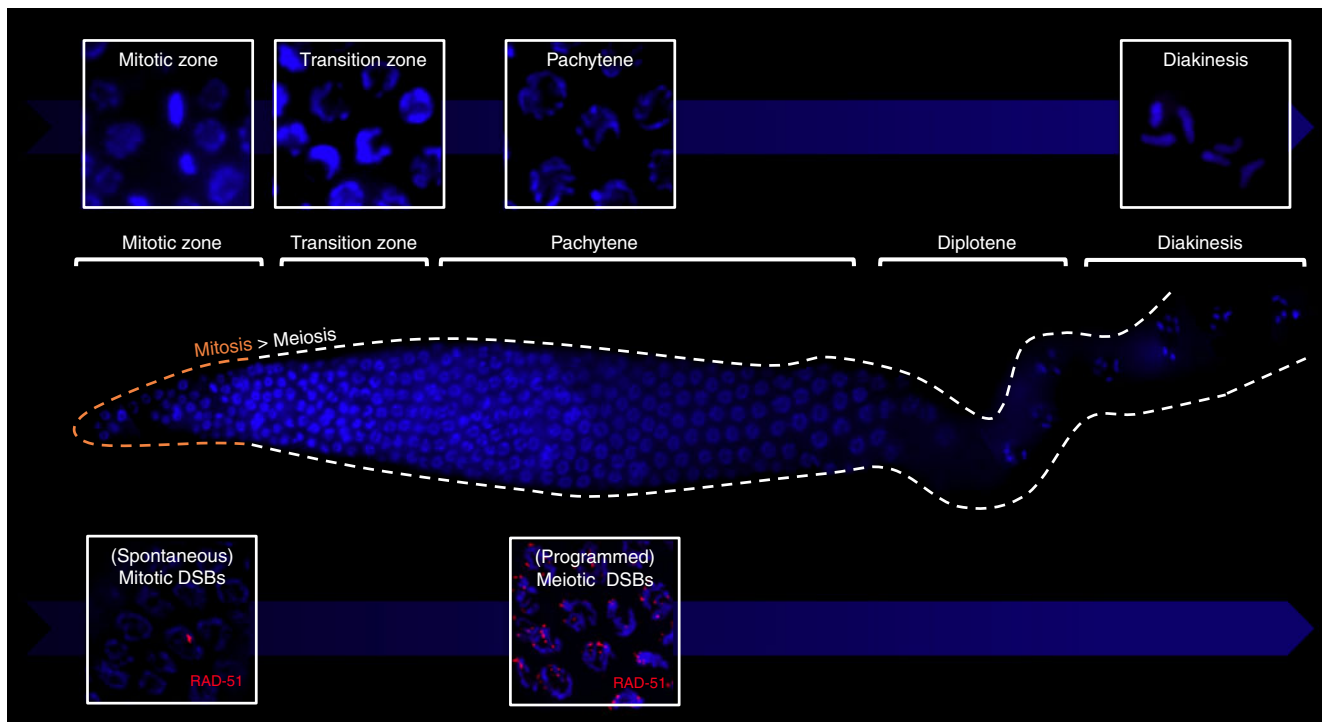 Mitotic zone
Transition zone
Pachytene
Diakinesis
Mitotic zone
Transition zone
Pachytene
Diplotene
Diakinesis
Mitosis > Meiosis
(Spontaneous)
Mitotic DSBs
RAD-51
(Programmed)
Meiotic DSBs
RAD-51